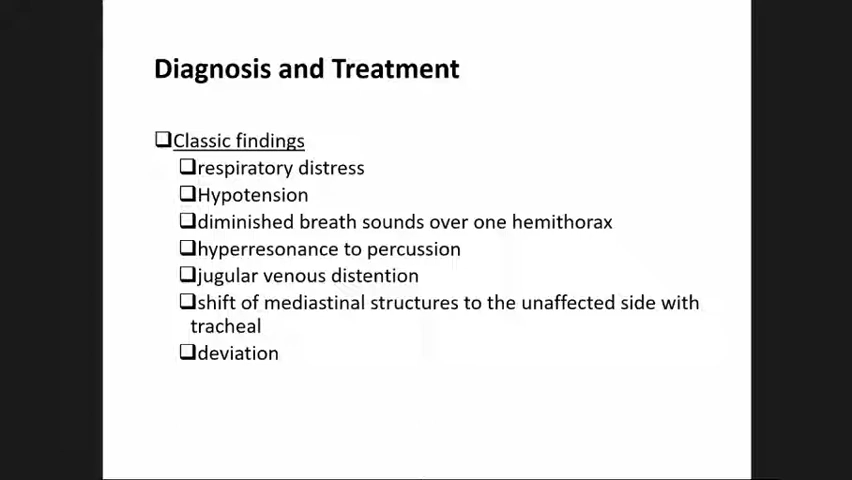 Diagnosis and Treatment
❑Classic findings
❑respiratory distress
❑Hypotension
❑diminished breath sounds over one hemithorax
❑hyperresonance to percussion
❑jugular venous distention
❑shift of mediastinal structures to the unaffected side with
tracheal
❑deviation